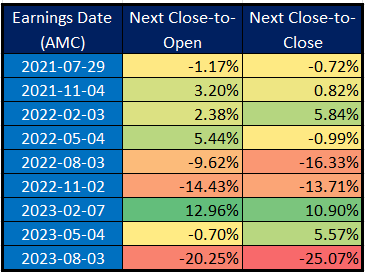 Earnings Date Next Close-to- Next Close-to-
(AMC) Open Close
2021-07-29 -1.17% -0.72%
2021-11-04 3.20% 0.82%
2022-02-03 2.38% 5.84%
2022-05-04 5.44% -0.99%
2022-08-03 -9.62% -16.33%
2022-11-02 -14.43% -13.71%
2023-02-07 12.96% 10.90%
2023-05-04 -0.70% 5.57%
2023-08-03 -20.25% -25.07%